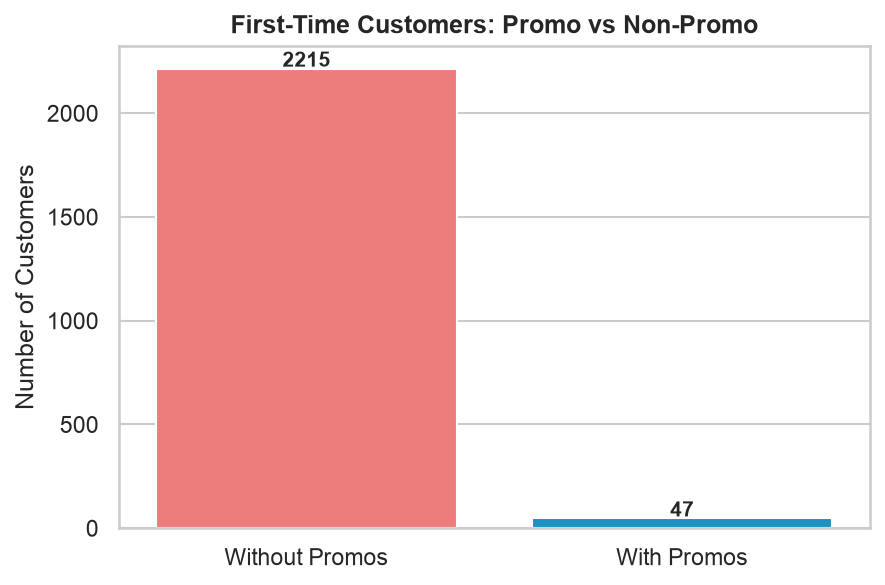 First-Time Customers: Promo vs Non-Promo
Number of Customers
2000
1500
1000
500
0
2215
47
Without Promos
With Promos